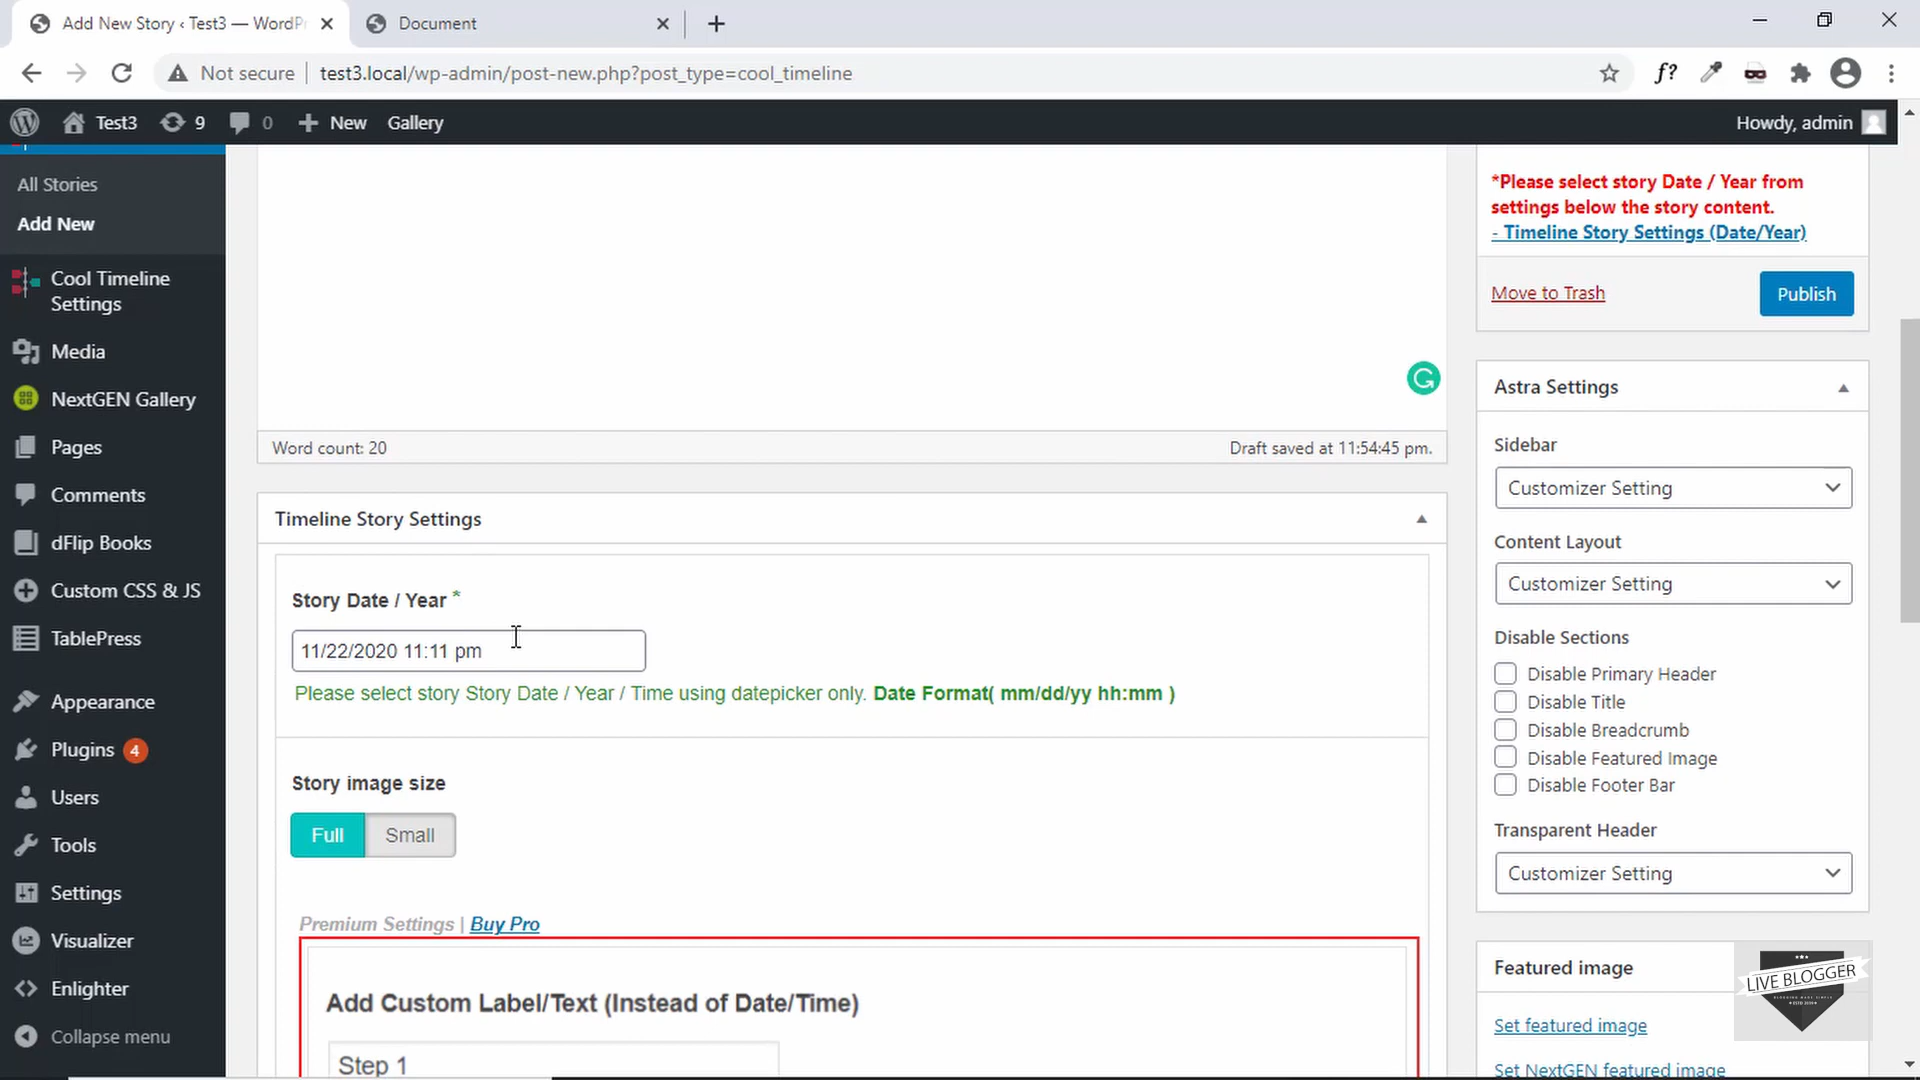 Add New Story ‹ Test3 — WordPr
Document
Not secure
test3.local/wp-admin/post-new.php?post_type=cool_timeline
f?
Test3
9
0
New
Gallery
Howdy, admin
All Stories
Add New
Cool Timeline
Settings
Media
NextGEN Gallery
Pages
Comments
dFlip Books
Custom CSS & JS
TablePress
Appearance
Plugins 4
Users
Tools
Settings
Visualizer
Enlighter
Collapse menu
Word count: 20
Draft saved at 11:54:45 pm.
Timeline Story Settings
Story Date / Year *
11/22/2020 11:11 pm
Please select story Story Date / Year / Time using datepicker only. Date Format( mm/dd/yy hh:mm )
Story image size
Full
Small
Premium Settings | Buy Pro
Add Custom Label/Text (Instead of Date/Time)
Step 1
*Please select story Date / Year from
settings below the story content.
- Timeline Story Settings (Date/Year)
Move to Trash
Publish
Astra Settings
Sidebar
Customizer Setting
Content Layout
Customizer Setting
Disable Sections
Disable Primary Header
Disable Title
Disable Breadcrumb
Disable Featured Image
Disable Footer Bar
Transparent Header
Customizer Setting
Featured image
Set featured image
Set NextGEN featured image
LIVE BLOGGER